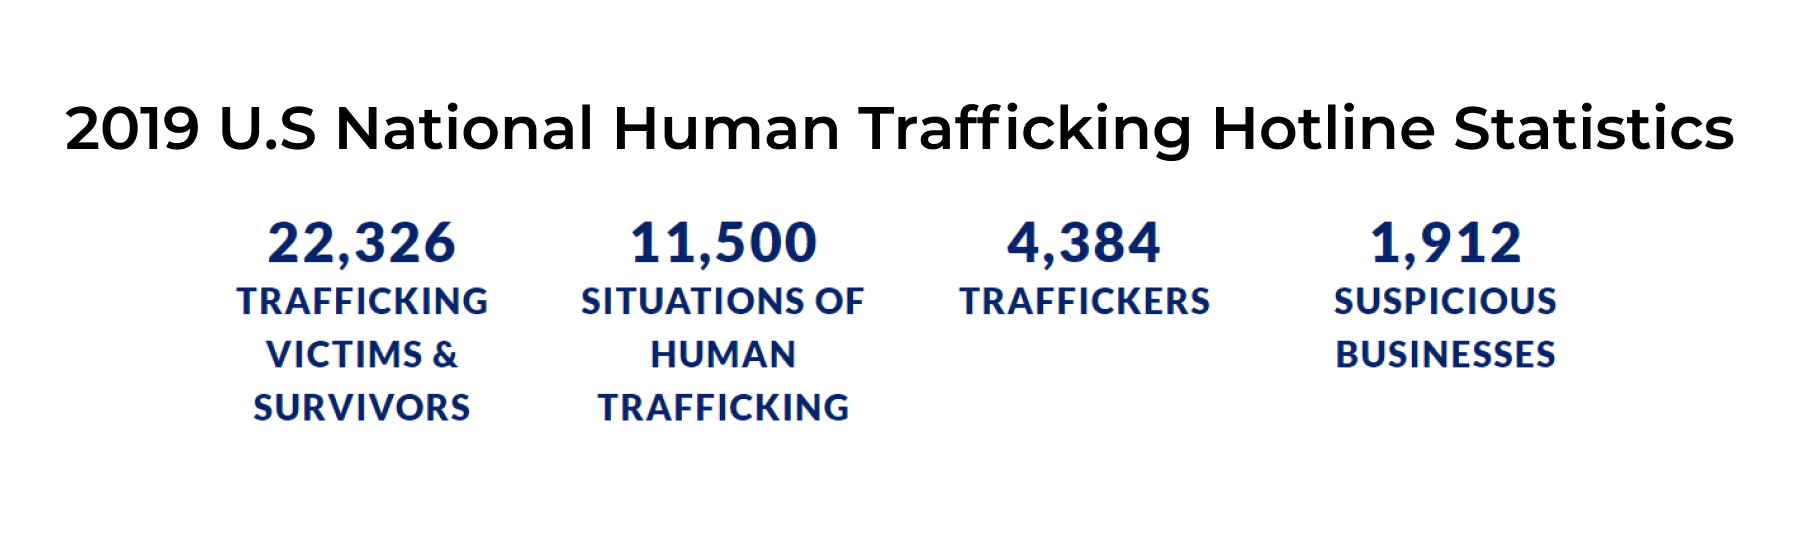 2019 U.S National Human Trafficking Hotline Statistics
22,326
TRAFFICKING
VICTIMS &
SURVIVORS
11,500
SITUATIONS OF
HUMAN
TRAFFICKING
4,384
TRAFFICKERS
1,912
SUSPICIOUS
BUSINESSES